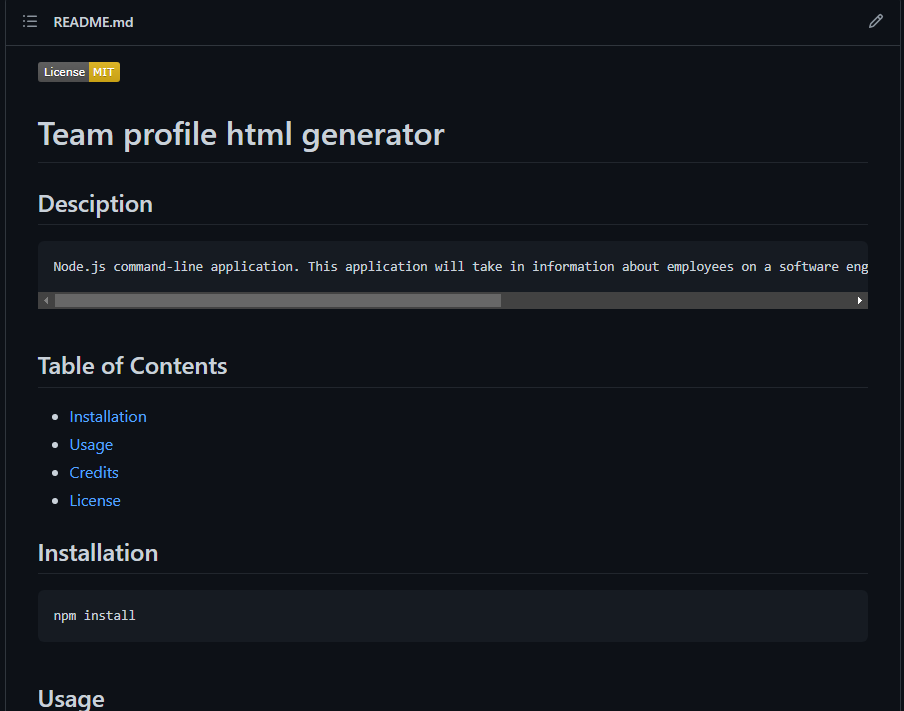 README.md
License MIT
Team profile html generator
Desciption
Node.js command-line application. This application will take in information about employees on a software eng
Table of Contents
Installation
Usage
Credits
License
Installation
npm install
Usage